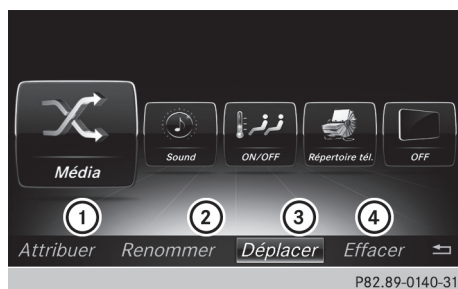 Média
Sound
ON/OFF
Répertoire tél.
OFF
1
2
3
4
Attribuer
Renommer
Déplacer
Effacer
P82.89-0140-31